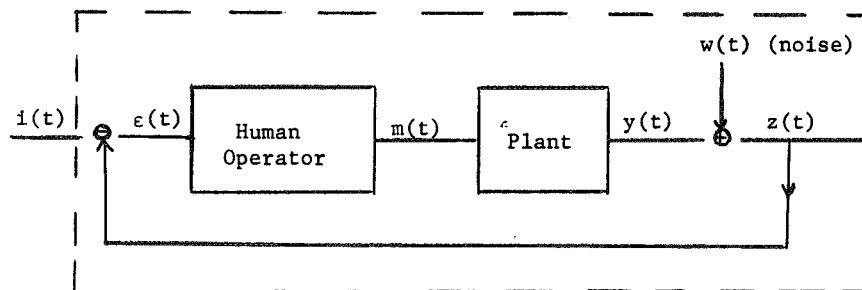 w(t) (noise)
i(t)
ε(t)
Human
Operator
m(t)
Plant
y(t)
z(t)